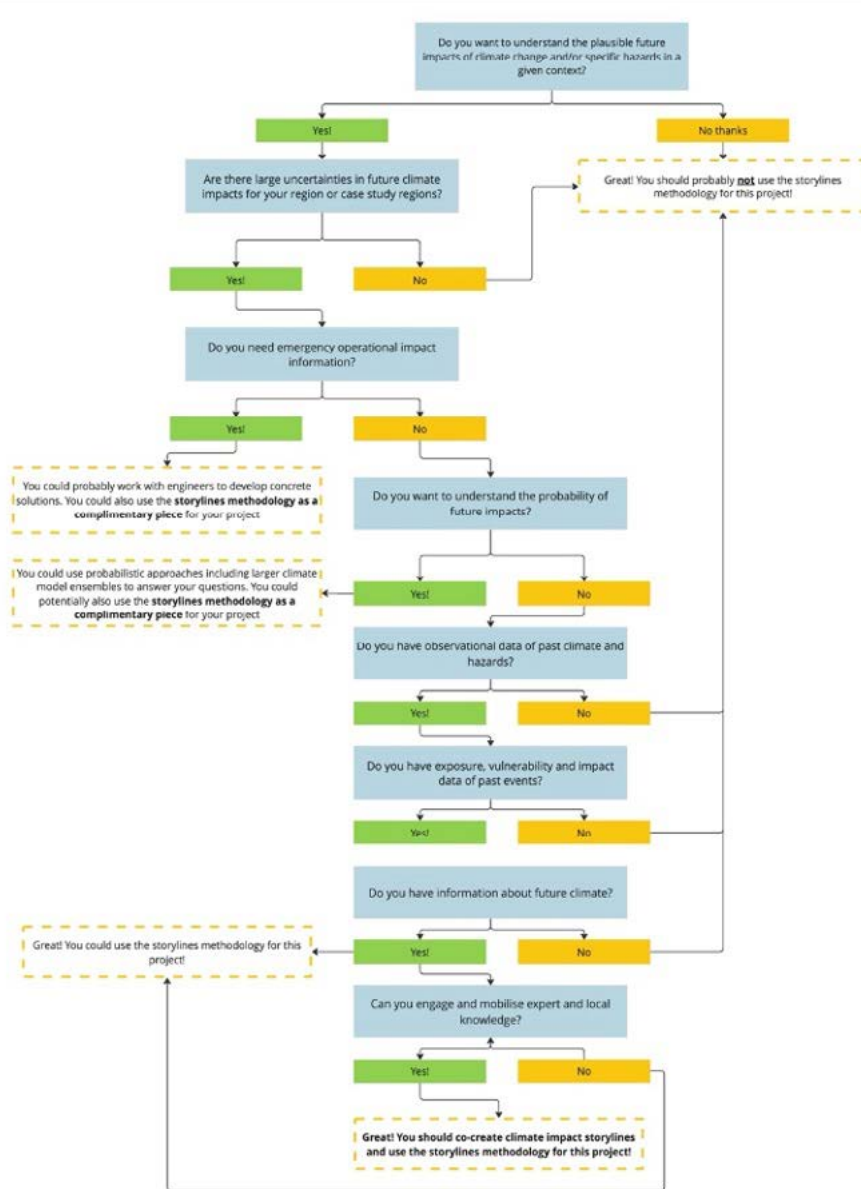 Do you want to understand the plausible future
impacts of climate change and/or specific hazards in a
given context?
Yes!
No thanks
Are there large uncertainties in future climate
impacts for your region or case study regions?
Great! You should probably not use the storylines
methodology for this project!
Yes!
No
Do you need emergency operational impact
information?
Yes!
No
You could probably work with engineers to develop concrete
solutions. You could also use the storylines methodology as a
complimentary piece for your project
Do you want to understand the probability of
future impacts?
You could use probabilistic approaches including larger climate
model ensembles to answer your questions. You could
potentially also use the storylines methodology as a
complimentary piece for your project
Yes!
No
Do you have observational data of past climate and
hazards?
Yes!
No
Do you have exposure, vulnerability and impact
data of past events?
Yes!
No
Do you have information about future climate?
Great! You could use the storylines methodology for this
project!
Yes!
No
Can you engage and mobilise expert and local
knowledge?
Yes!
No
Great! You should co-create climate impact storylines
and use the storylines methodology for this project!